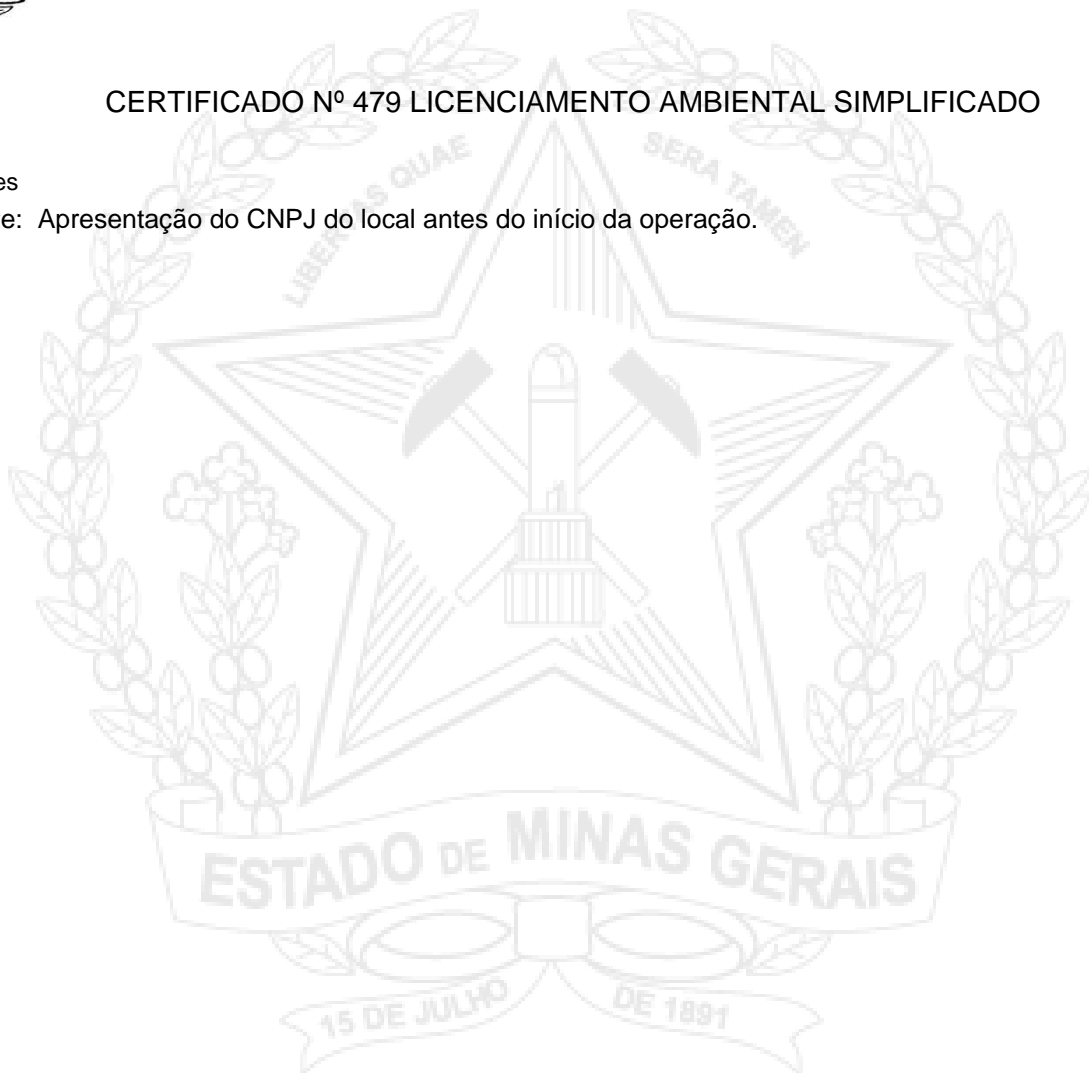 CERTIFICADO Nº 479 LICENCIAMENTO AMBIENTAL SIMPLIFICADO
es
e: Apresentação do CNPJ do local antes do início da operação.
LIBERTAS QUAE SERA TAMEN
ESTADO DE MINAS GERAIS
15 DE JULHO DE 1891